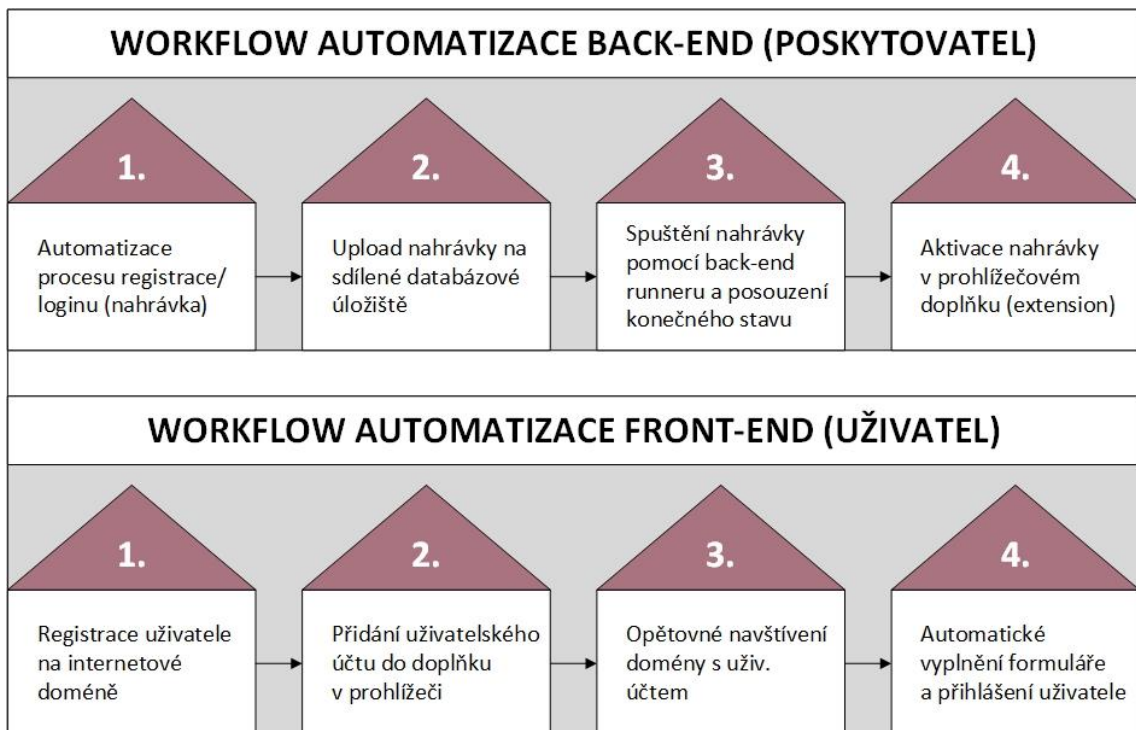 WORKFLOW AUTOMATIZACE BACK-END (POSKYTOVATEL)
1.
Automatizace
procesu registrace/
loginu (nahrávka)
2.
Upload nahrávky na
sdílené databázové
úložiště
3.
Spuštění nahrávky
pomocí back-end
runneru a posouzení
konečného stavu
4.
Aktivace nahrávky
v prohlížečovém
doplňku (extension)
WORKFLOW AUTOMATIZACE FRONT-END (UŽIVATEL)
1.
Registrace uživatele
na internetové
doméně
2.
Přidání uživatelského
účtu do doplňku
v prohlížeči
3.
Opětovné navštívení
domény s uživ.
účtem
4.
Automatické
vyplnění formuláře
a přihlášení uživatele